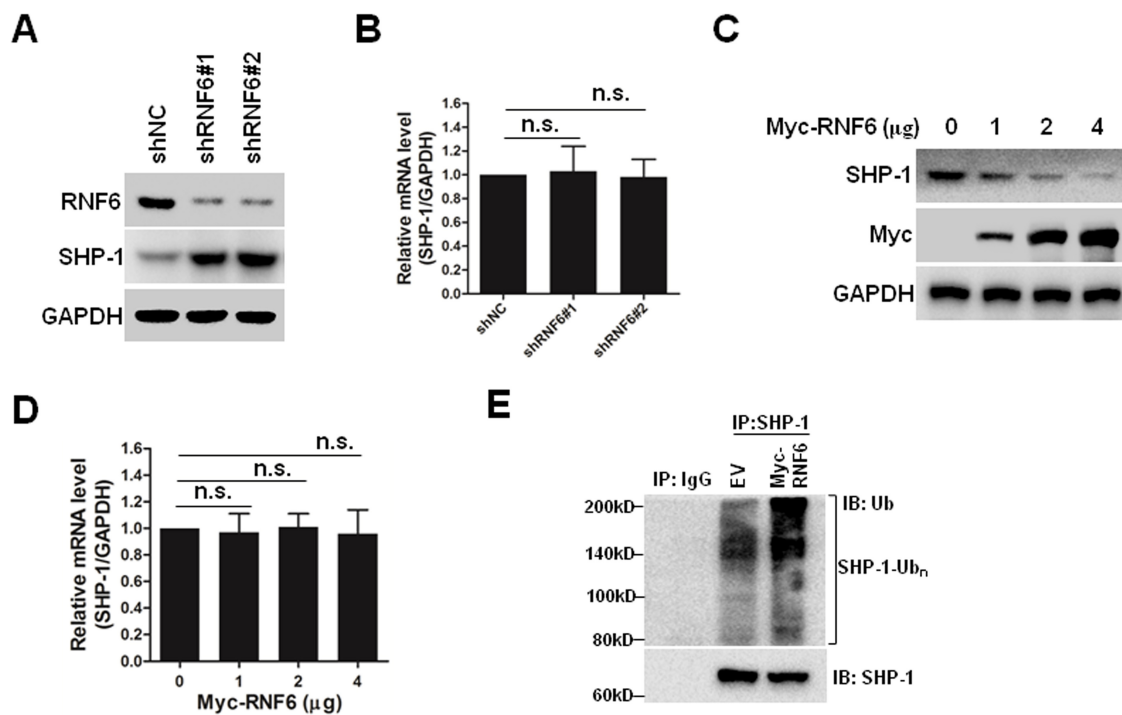 A
shNC
shRNF6#1
shRNF6#2
RNF6
SHP-1
GAPDH
B
n.s.
n.s.
Relative mRNA level
(SHP-1/GAPDH)
1.6
1.4
1.2
1.0
0.8
0.6
0.4
0.2
0.0
shNC
shRNF6#1
shRNF6#2
C
Myc-RNF6 (μg) 0 1 2 4
SHP-1
Myc
GAPDH
D
n.s.
n.s.
n.s.
Relative mRNA level
(SHP-1/GAPDH)
1.6
1.4
1.2
1.0
0.8
0.6
0.4
0.2
0.0
0 1 2 4
Myc-RNF6 (μg)
E
IP:SHP-1
IP: IgG
EV
Myc-
RNF6
200kD
140kD
100kD
80kD
60kD
IB: Ub
SHP-1-Ubn
IB: SHP-1